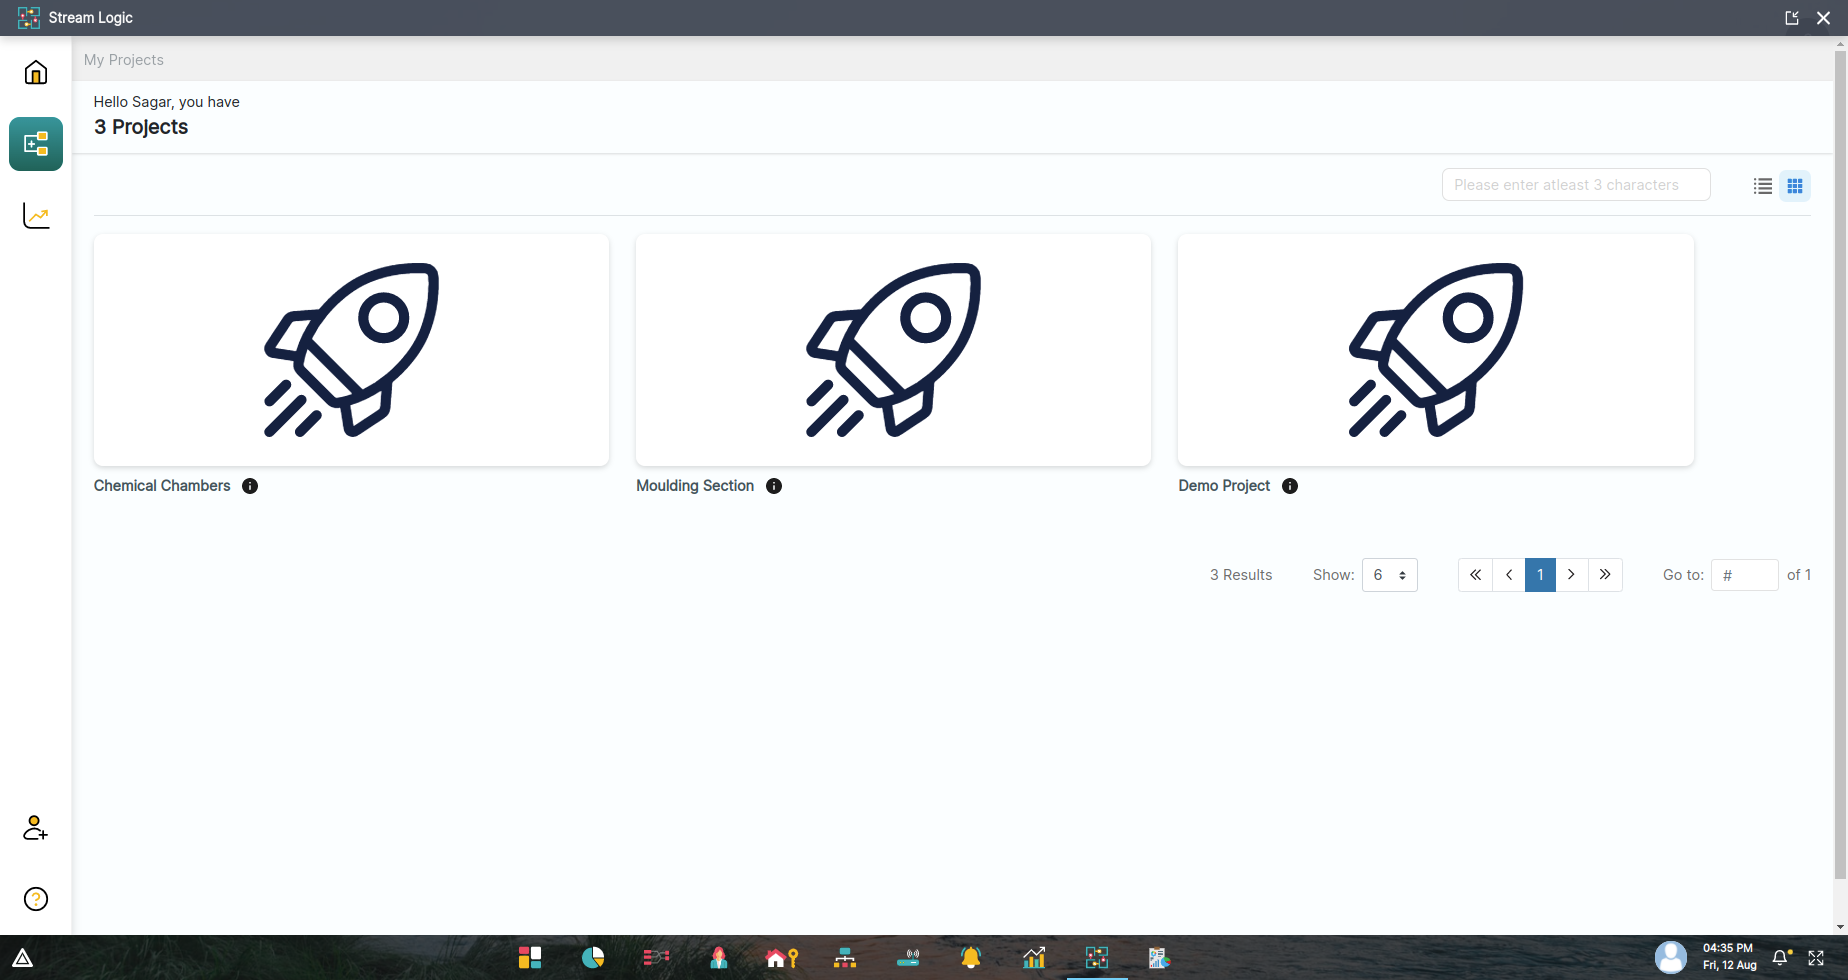 Stream Logic
My Projects
Hello Sagar, you have
3 Projects
Please enter atleast 3 characters
Chemical Chambers
Moulding Section
Demo Project
3 Results Show: 6 1 Go to: # of 1
04:35 PM
Fri, 12 Aug